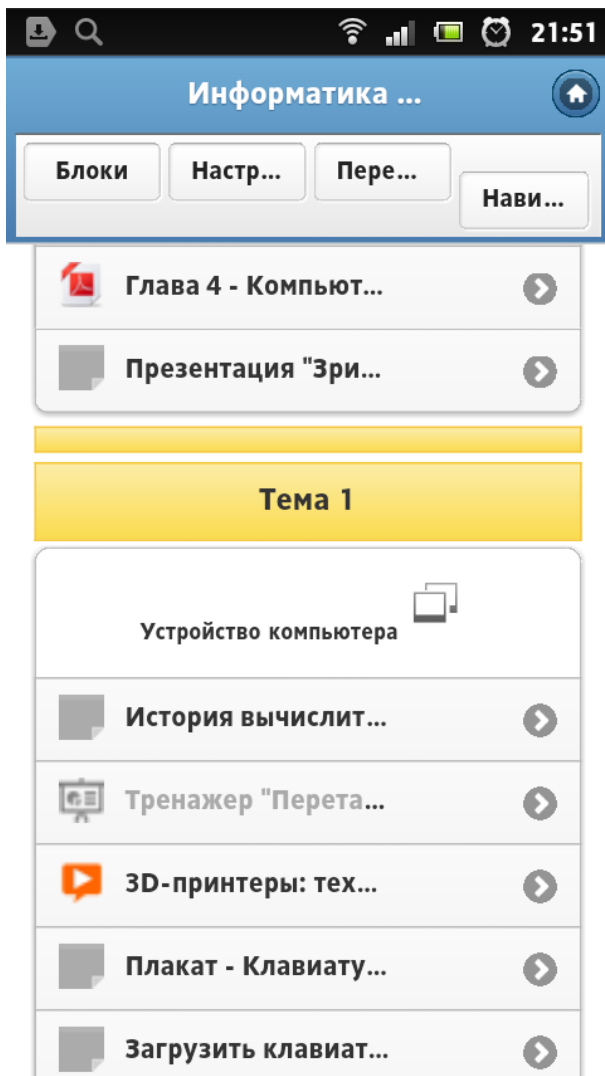 21:51
Информатика ...
Блоки
Настр...
Пере...
Нави...
Глава 4 - Компьют...
Презентация "Зри...
Тема 1
Устройство компьютера
История вычислит...
Тренажер "Перета...
3D-принтеры: тех...
Плакат - Клавиату...
Загрузить клавиат...